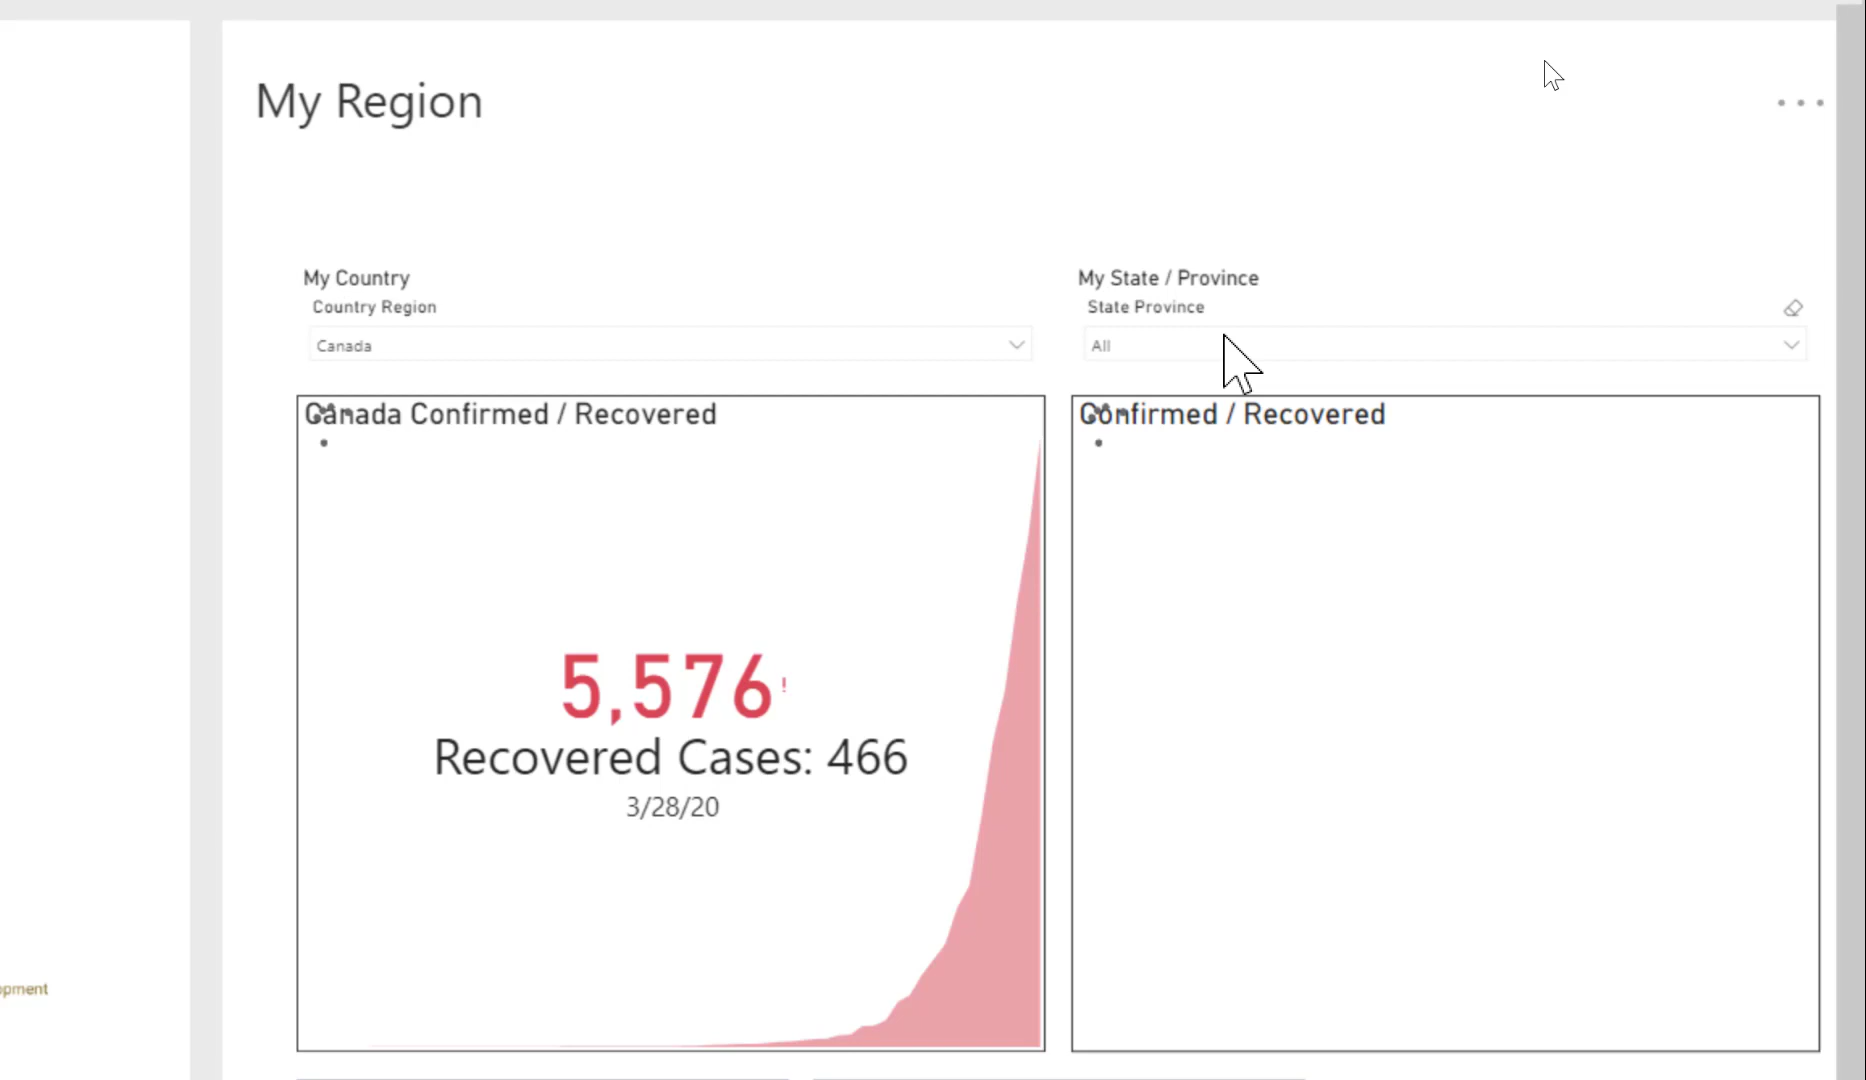 My Region
My Country
Country Region
Canada
Canada Confirmed / Recovered
5,576!
Recovered Cases: 466
3/28/20
My State / Province
State Province
All
Confirmed / Recovered
opment